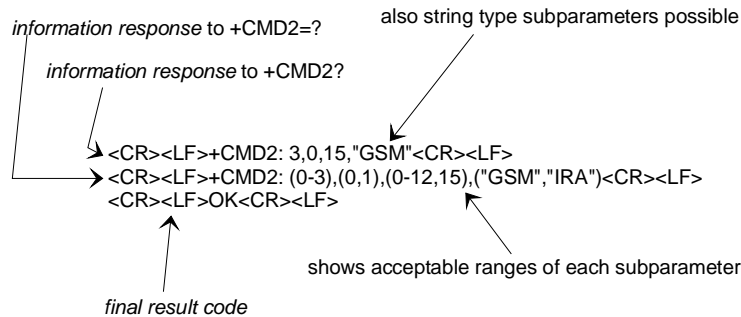 also string type subparameters possible
information response to +CMD2=?
information response to +CMD2?
<CR><LF>+CMD2: 3,0,15,"GSM"<CR><LF>
<CR><LF>+CMD2: (0-3),(0,1),(0-12,15),("GSM","IRA")<CR><LF>
<CR><LF>OK<CR><LF>
shows acceptable ranges of each subparameter
final result code